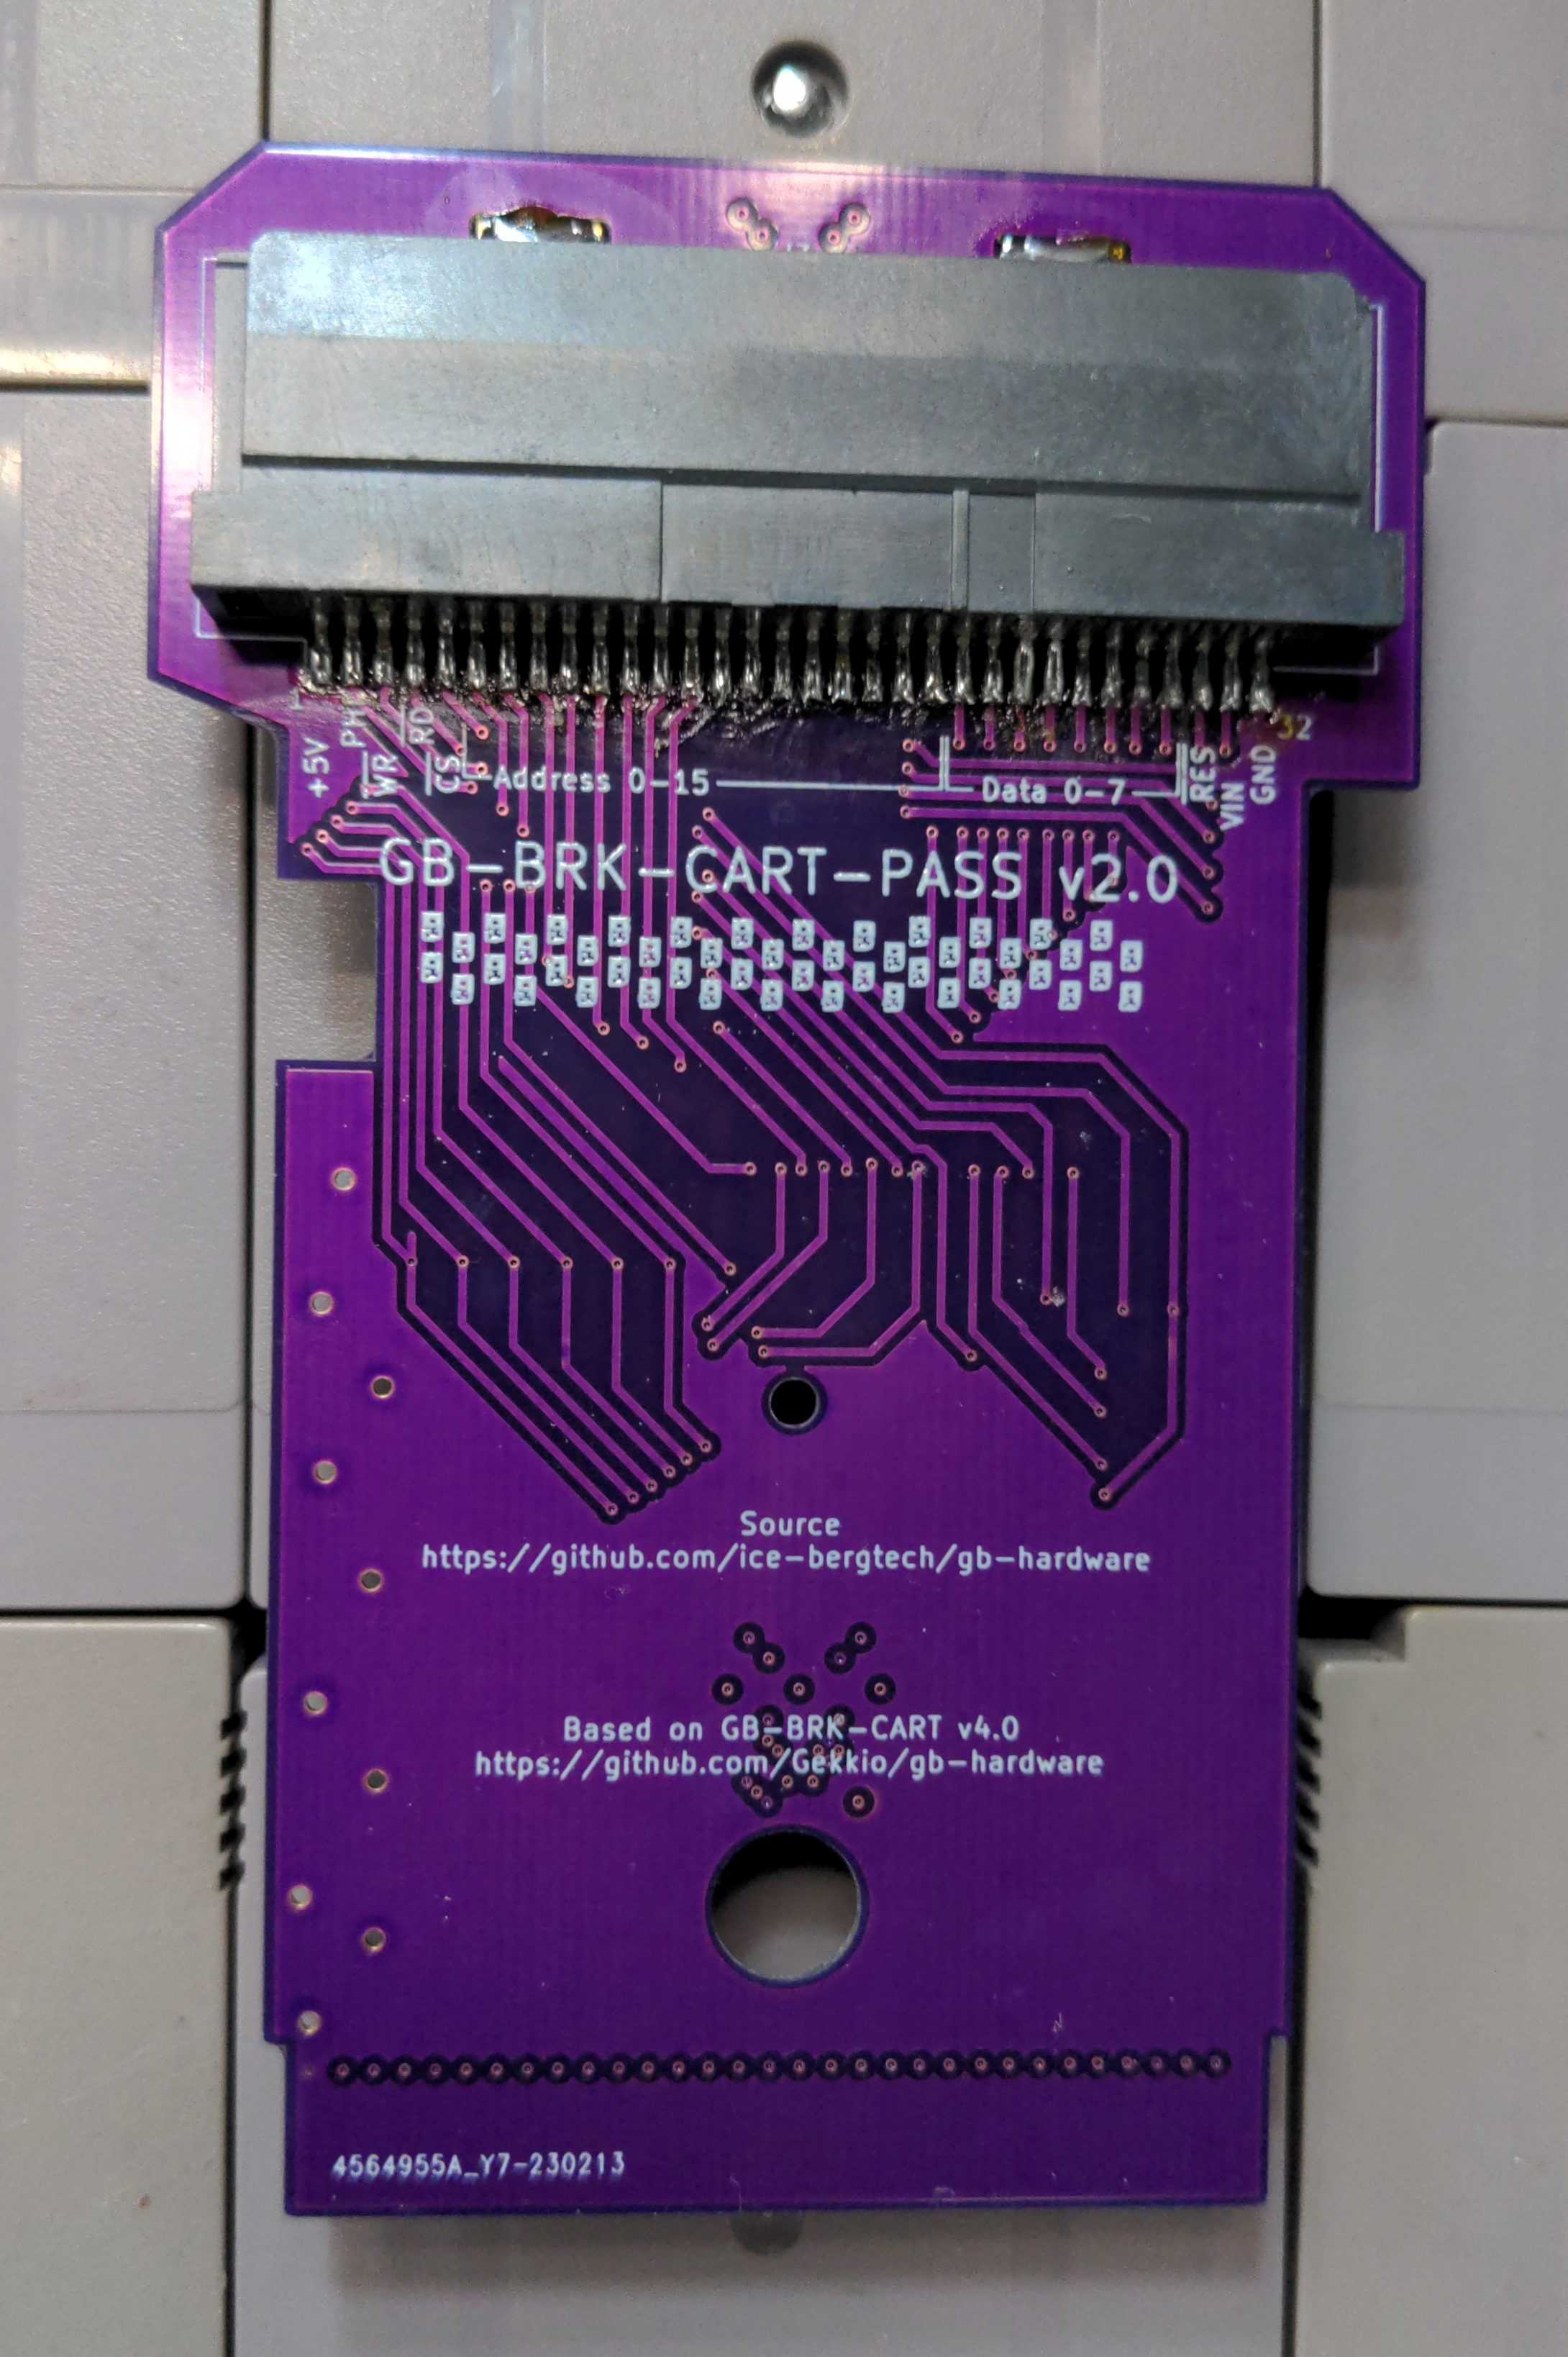 +5V
PHI
WR
RD
CS
Address 0-15
Data 0-7
RES
VIN
GND
32
GB-BRK-CART-PASS v2.0
Source
https://github.com/ice-bergtech/gb-hardware
Based on GB-BRK-CART v4.0
https://github.com/Gekkio/gb-hardware
4564955A_Y7-230213